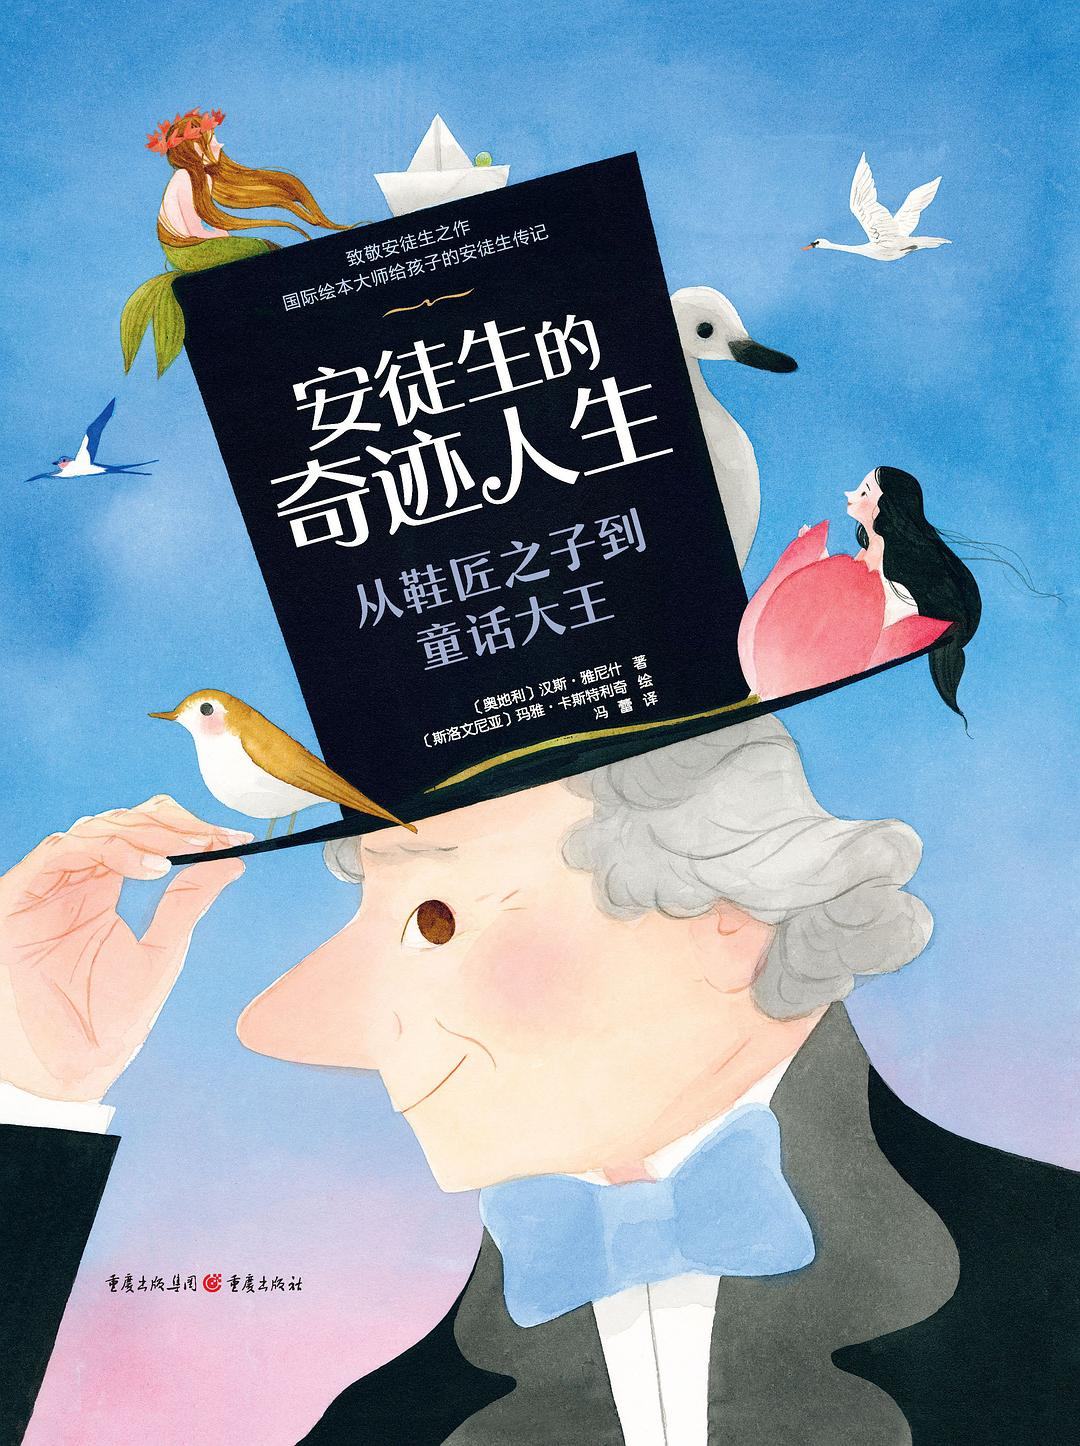 致敬安徒生之作
国际绘本大师给孩子的安徒生传记
安徒生的
奇迹人生
从鞋匠之子到
童话大王
〔奥地利〕汉斯·雅尼什 著
〔斯洛文尼亚〕玛雅·卡斯特利奇 绘
冯蕾 译
重庆出版集团 重庆出版社